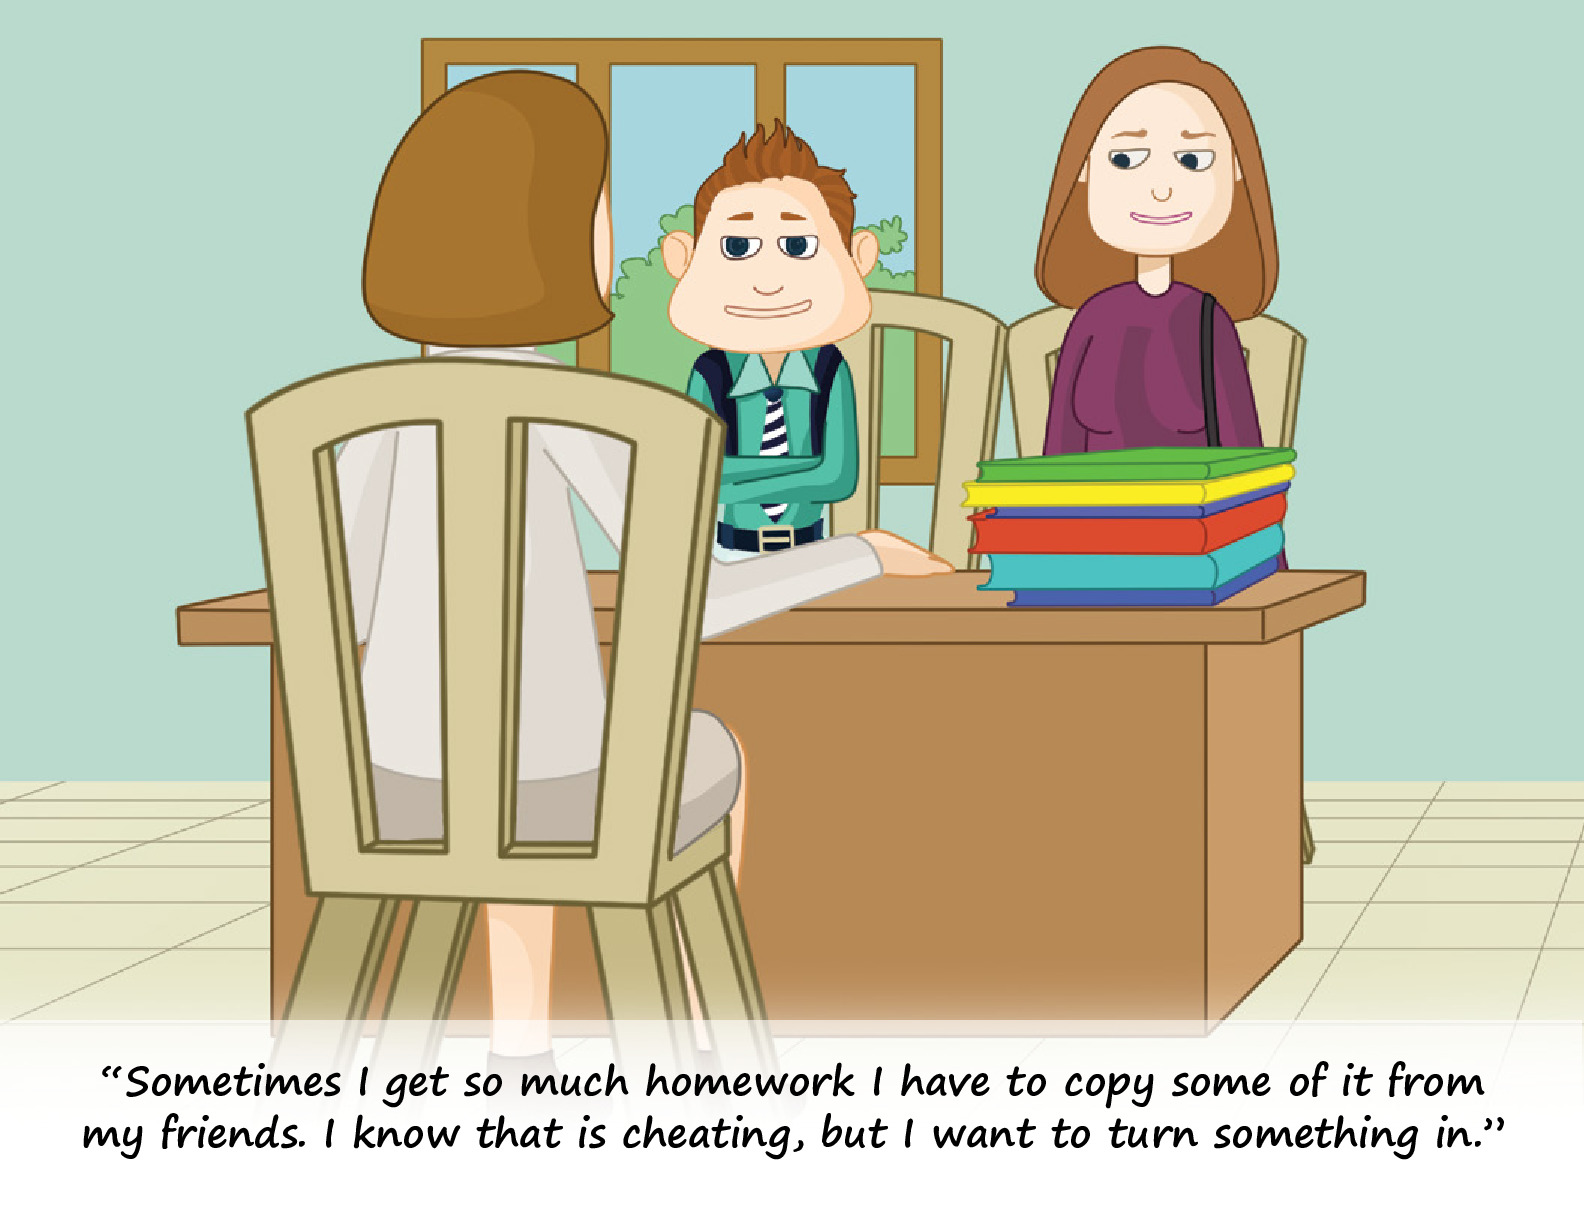 “Sometimes I get so much homework I have to copy some of it from
my friends. I know that is cheating, but I want to turn something in.”